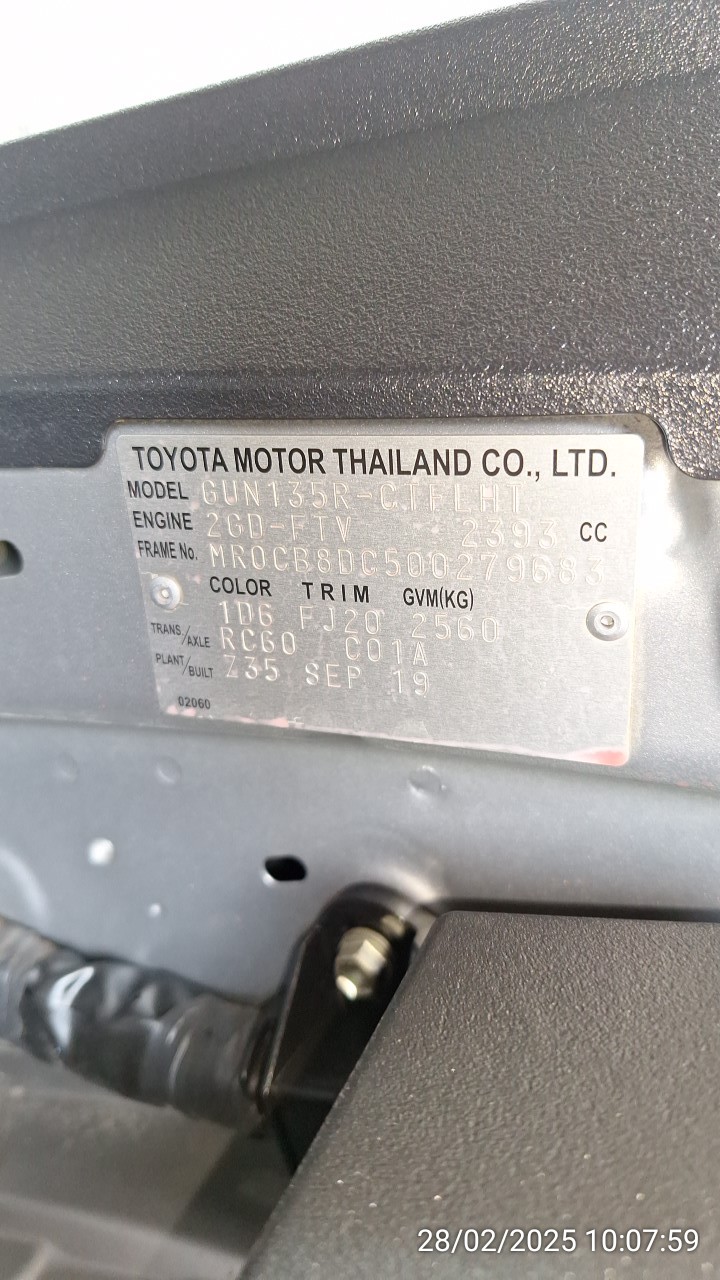 TOYOTA MOTOR THAILAND CO., LTD.
MODEL GUN135R-CTFLHT
ENGINE 2GD-FTV 2393 CC
FRAME No. MR0CB8DC500279683
COLOR TRIM GVM(KG)
1D6 FJ20 2560
TRANS/AXLE RC60 C01A
PLANT/BUILT Z35 SEP 19
02060
28/02/2025 10:07:59